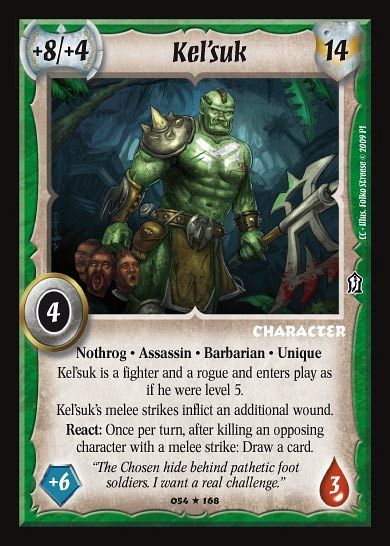 +8/+4
Kel'suk
14
CC - Illus. Folko Streese © 2009 P1
4
CHARACTER
Nothrog • Assassin • Barbarian • Unique
Kel'suk is a fighter and a rogue and enters play as
if he were level 5.
Kel'suk's melee strikes inflict an additional wound.
React: Once per turn, after killing an opposing
character with a melee strike: Draw a card.
"The Chosen hide behind pathetic foot
soldiers. I want a real challenge."
+6
3
054 ★ 168